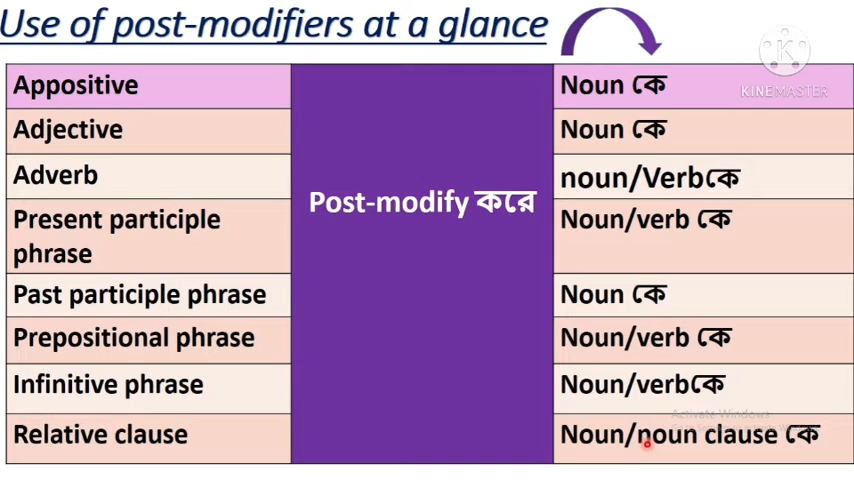 Use of post-modifiers at a glance
KINEMASTER
Appositive
Noun কে
Adjective
Noun কে
Adverb
noun/Verbকে
Post-modify করে
Present participle
phrase
Noun/verb কে
Past participle phrase
Noun কে
Prepositional phrase
Noun/verb কে
Infinitive phrase
Noun/verbকে
Activate Windows
Relative clause
Noun/noun clause কে